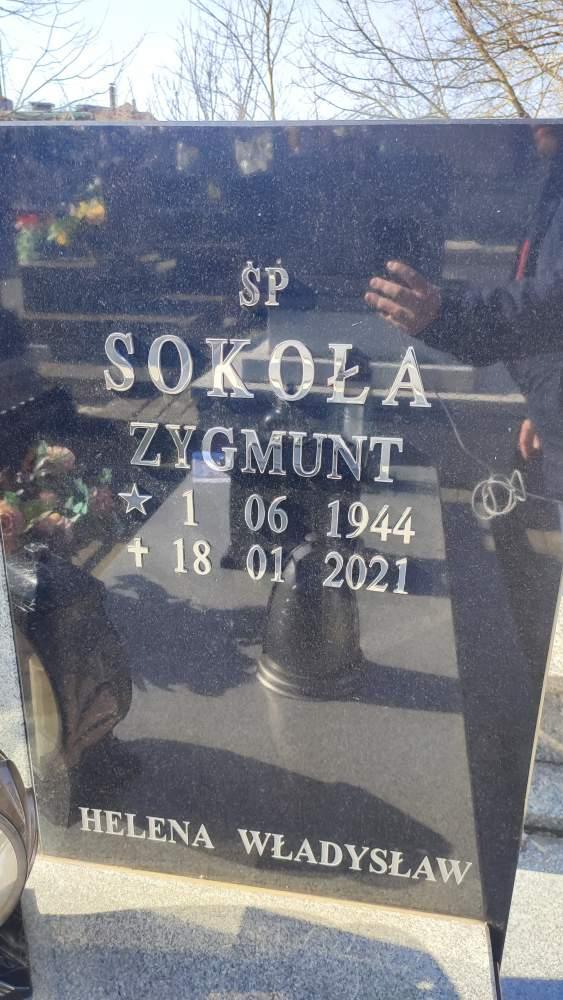 ŚP
SOKOŁA
ZYGMUNT
1 06 1944
18 01 2021
HELENA WŁADYSŁAW